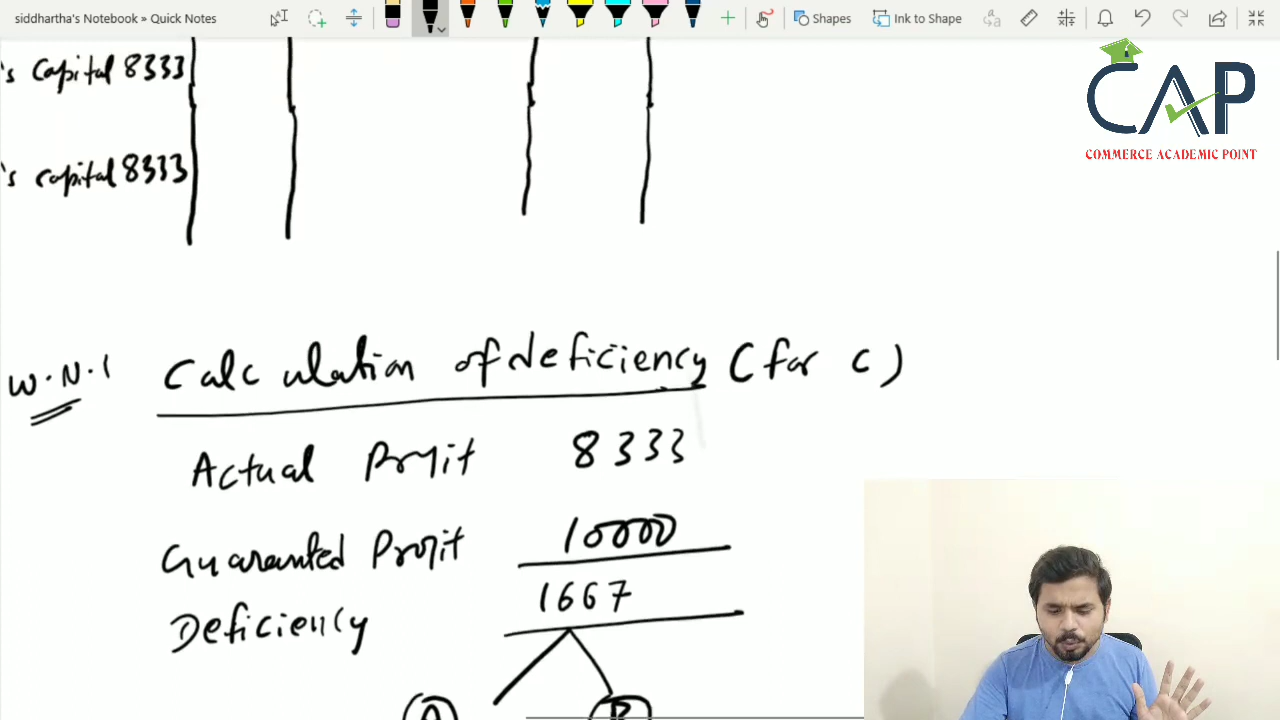 siddhartha's Notebook » Quick Notes
Shapes
Ink to Shape
's Capital 8333
's capital 8333
CAP
COMMERCE ACADEMIC POINT
W.N.1 Calculation of deficiency (for c)
Actual Profit 8333
Guaranted Profit 10000
Deficiency 1667
A B